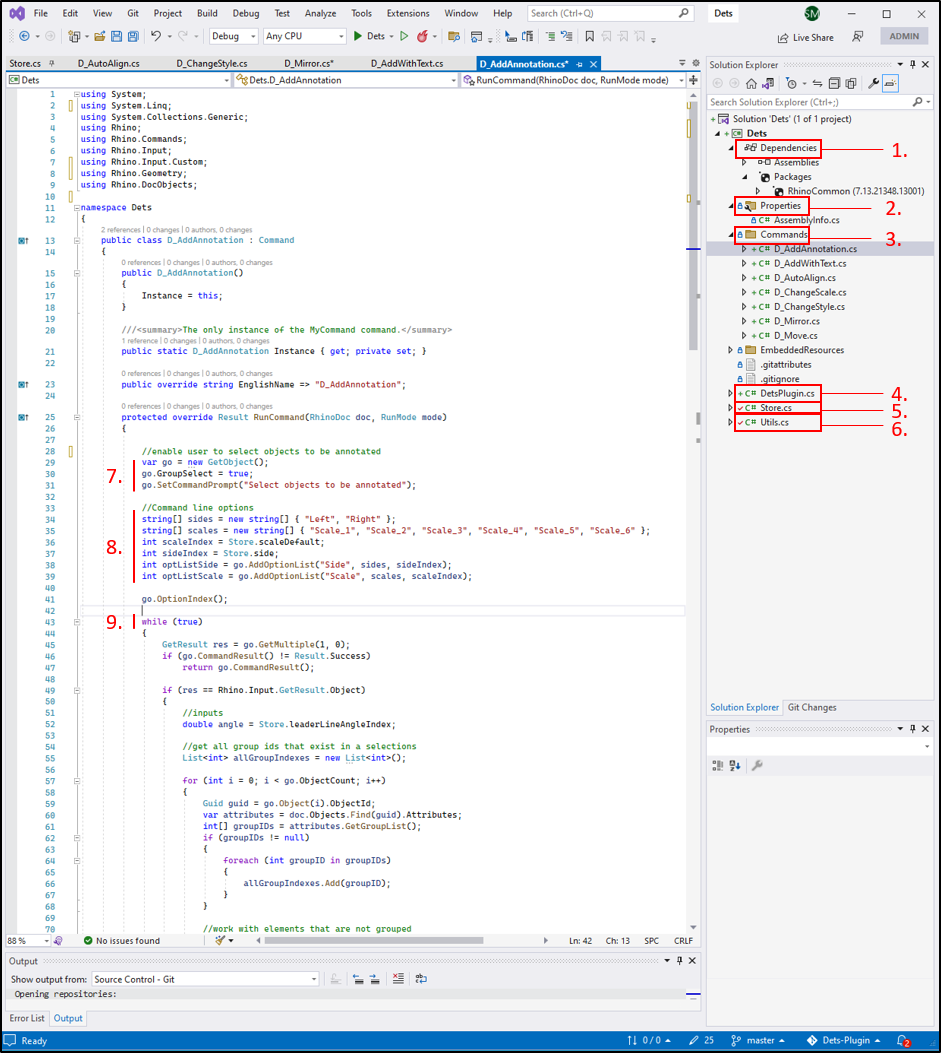 File Edit View Git Project Build Debug Test Analyze Tools Extensions Window Help Search (Ctrl+Q) Dets SM
Debug Any CPU Dets Live Share ADMIN
Store.cs D_AutoAlign.cs D_ChangeStyle.cs D_Mirror.cs* D_AddWithText.cs D_AddAnnotation.cs*
Dets Dets.D_AddAnnotation RunCommand(RhinoDoc doc, RunMode mode)
1 using System;
2 using System.Linq;
3 using System.Collections.Generic;
4 using Rhino;
5 using Rhino.Commands;
6 using Rhino.Input;
7 using Rhino.Input.Custom;
8 using Rhino.Geometry;
9 using Rhino.DocObjects;
10
11 namespace Dets
12 {
2 references | 0 changes | 0 authors, 0 changes
13 public class D_AddAnnotation : Command
14 {
0 references | 0 changes | 0 authors, 0 changes
15 public D_AddAnnotation()
16 {
17 Instance = this;
18 }
19
20 ///<summary>The only instance of the MyCommand command.</summary>
1 reference | 0 changes | 0 authors, 0 changes
21 public static D_AddAnnotation Instance { get; private set; }
22
0 references | 0 changes | 0 authors, 0 changes
23 public override string EnglishName => "D_AddAnnotation";
24
0 references | 0 changes | 0 authors, 0 changes
25 protected override Result RunCommand(RhinoDoc doc, RunMode mode)
26 {
27
28 //enable user to select objects to be annotated
29 var go = new GetObject();
30 go.GroupSelect = true;
31 go.SetCommandPrompt("Select objects to be annotated");
7.
32
33 //Command line options
34 string[] sides = new string[] { "Left", "Right" };
35 string[] scales = new string[] { "Scale_1", "Scale_2", "Scale_3", "Scale_4", "Scale_5", "Scale_6" };
36 int scaleIndex = Store.scaleDefault;
37 int sideIndex = Store.side;
38 int optListSide = go.AddOptionList("Side", sides, sideIndex);
39 int optListScale = go.AddOptionList("Scale", scales, scaleIndex);
8.
40
41 go.OptionIndex();
42
43 while (true)
9.
44 {
45 GetResult res = go.GetMultiple(1, 0);
46 if (go.CommandResult() != Result.Success)
47 return go.CommandResult();
48
49 if (res == Rhino.Input.GetResult.Object)
50 {
51 //inputs
52 double angle = Store.leaderLineAngleIndex;
53
54 //get all group ids that exist in a selections
55 List<int> allGroupIndexes = new List<int>();
56
57 for (int i = 0; i < go.ObjectCount; i++)
58 {
59 Guid guid = go.Object(i).ObjectId;
60 var attributes = doc.Objects.Find(guid).Attributes;
61 int[] groupIDs = attributes.GetGroupList();
62 if (groupIDs != null)
63 {
64 foreach (int groupID in groupIDs)
65 {
66 allGroupIndexes.Add(groupID);
67 }
68 }
69
70 //work with elements that are not grouped
88 % No issues found Ln: 42 Ch: 13 SPC CRLF
Output
Show output from: Source Control - Git
Opening repositories:
Error List Output
Solution Explorer
Search Solution Explorer (Ctrl+;)
Solution 'Dets' (1 of 1 project)
Dets
Dependencies 1.
Assemblies
Packages
RhinoCommon (7.13.21348.13001)
Properties 2.
AssemblyInfo.cs
Commands 3.
D_AddAnnotation.cs
D_AddWithText.cs
D_AutoAlign.cs
D_ChangeScale.cs
D_ChangeStyle.cs
D_Mirror.cs
D_Move.cs
EmbeddedResources
.gitattributes
.gitignore
DetsPlugin.cs 4.
Store.cs 5.
Utils.cs 6.
Solution Explorer Git Changes
Properties
Ready 0 / 0 25 master Dets-Plugin 2